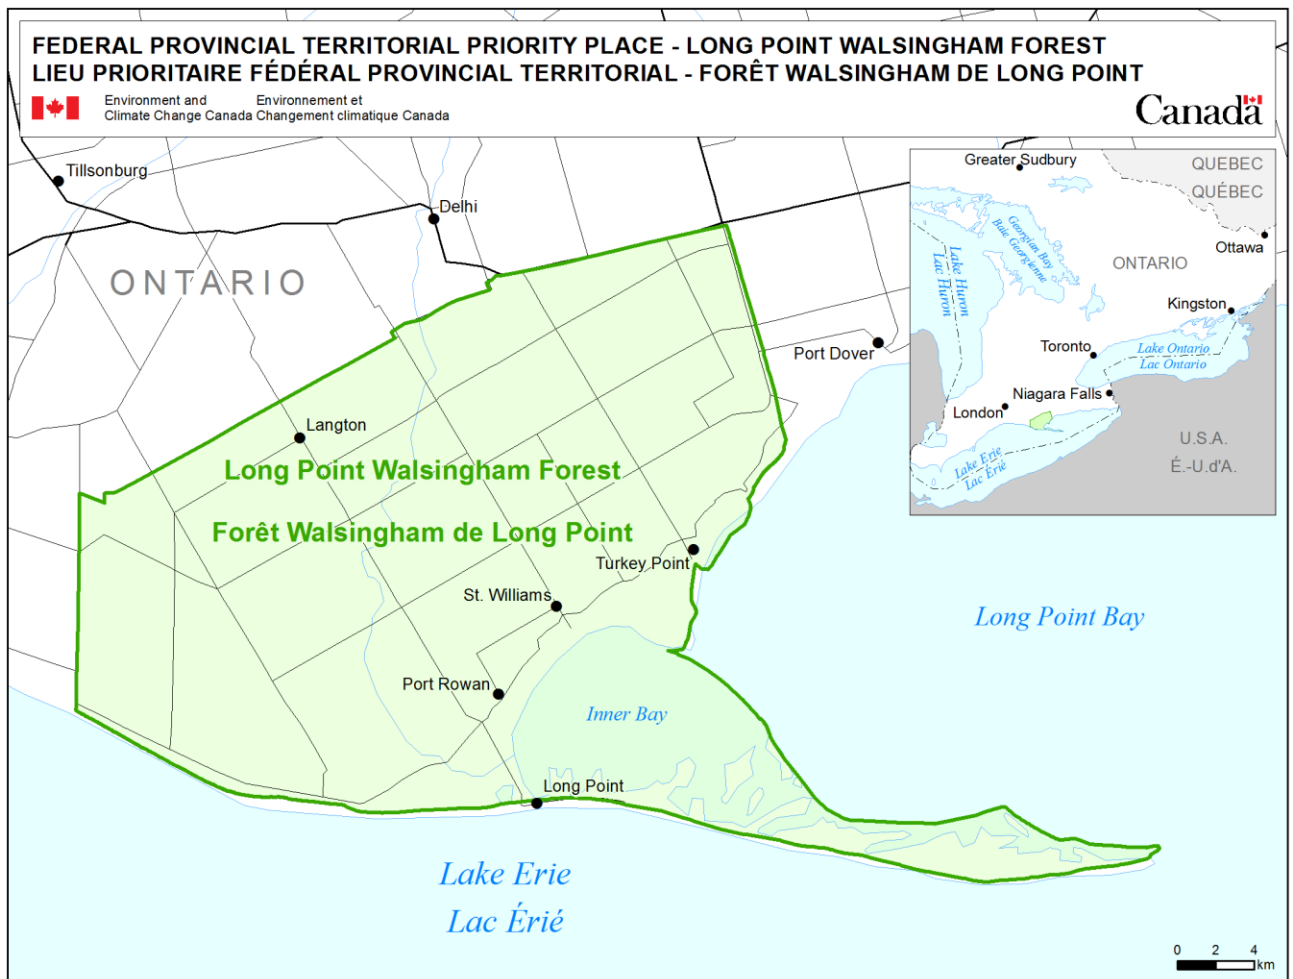 FEDERAL PROVINCIAL TERRITORIAL PRIORITY PLACE - LONG POINT WALSINGHAM FOREST
LIEU PRIORITAIRE FÉDÉRAL PROVINCIAL TERRITORIAL - FORÊT WALSINGHAM DE LONG POINT
Environment and
Climate Change Canada
Environnement et
Changement climatique Canada
Canada
Tillsonburg
Delhi
ONTARIO
Port Dover
Langton
Long Point Walsingham Forest
Forêt Walsingham de Long Point
Turkey Point
St. Williams
Port Rowan
Inner Bay
Long Point
Long Point Bay
Lake Erie
Lac Érié
Greater Sudbury
QUEBEC
QUÉBEC
Georgian Bay
Baie Georgienne
Ottawa
Lake Huron
Lac Huron
ONTARIO
Kingston
Toronto
Lake Ontario
Lac Ontario
Niagara Falls
London
Lake Erie
Lac Érié
U.S.A.
É.-U.d'A.
0 2 4
km